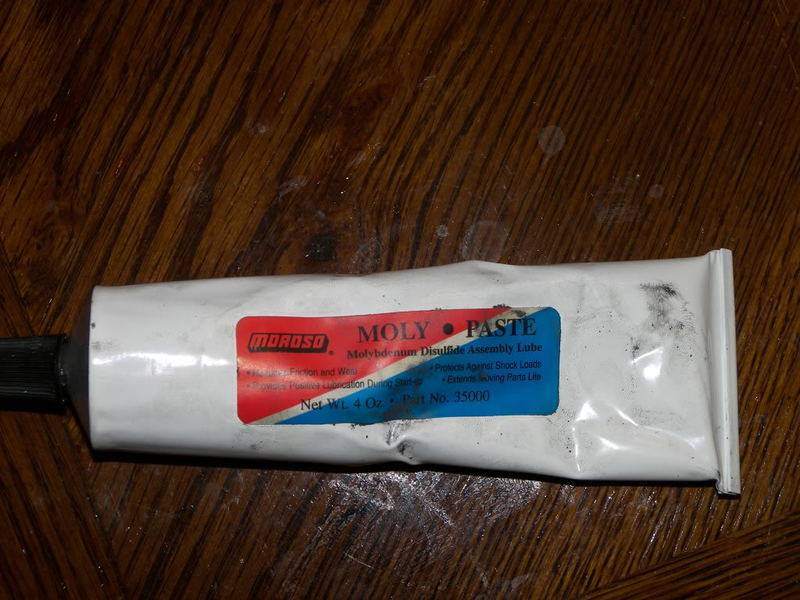 MOROSO®
MOLY • PASTE
Molybdenum Disulfide Assembly Lube
• Reduces Friction and Wear • Protects Against Shock Loads
• Provides Positive Lubrication During Start-up • Extends Moving Parts Life
Net Wt. 4 Oz. • Part No. 35000